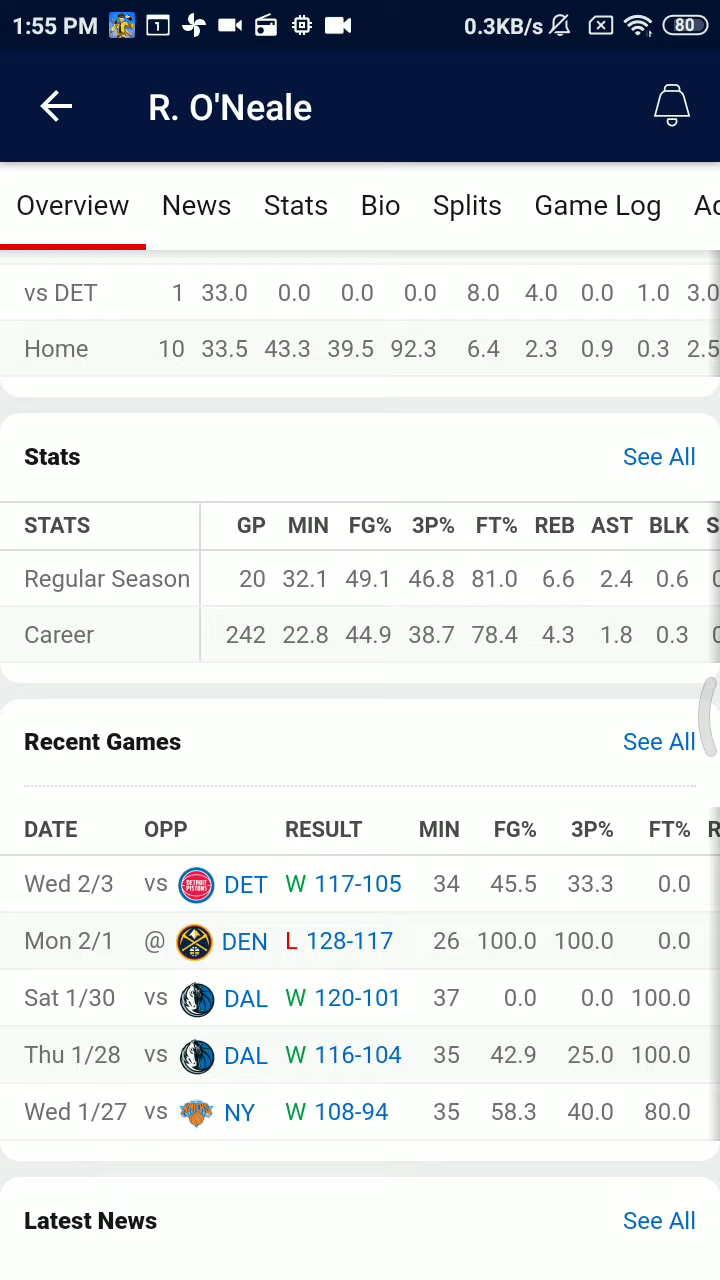 1:55 PM 1 0.3KB/s 80
R. O'Neale
Overview News Stats Bio Splits Game Log
vs DET 1 33.0 0.0 0.0 0.0 8.0 4.0 0.0 1.0 3.0
Home 10 33.5 43.3 39.5 92.3 6.4 2.3 0.9 0.3 2.5
Stats See All
STATS GP MIN FG% 3P% FT% REB AST BLK
Regular Season 20 32.1 49.1 46.8 81.0 6.6 2.4 0.6
Career 242 22.8 44.9 38.7 78.4 4.3 1.8 0.3
Recent Games See All
DATE OPP RESULT MIN FG% 3P% FT%
Wed 2/3 vs DETROIT PISTONS DET W 117-105 34 45.5 33.3 0.0
Mon 2/1 @ DEN L 128-117 26 100.0 100.0 0.0
Sat 1/30 vs DAL W 120-101 37 0.0 0.0 100.0
Thu 1/28 vs DAL W 116-104 35 42.9 25.0 100.0
Wed 1/27 vs NY W 108-94 35 58.3 40.0 80.0
Latest News See All